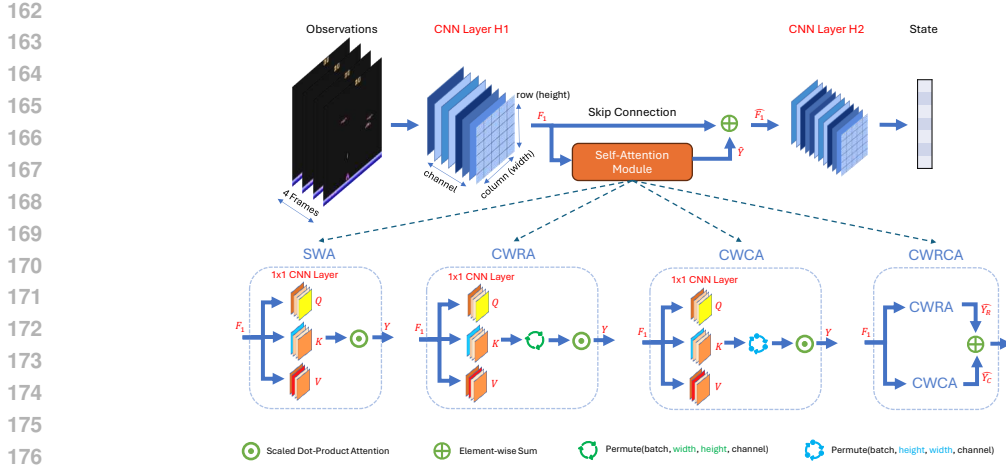 162
163
164
165
166
167
168
169
170
171
172
173
174
175
176
Observations
CNN Layer H1
CNN Layer H2
State
row (height)
F₁
Skip Connection
F̂₁
Self-Attention
Module
Ŷ
channel
column (width)
4 Frames
SWA
CWRA
CWCA
CWRCA
1x1 CNN Layer
F₁
Q
K
V
Y
1x1 CNN Layer
F₁
Q
K
V
Y
1x1 CNN Layer
F₁
Q
K
V
Y
F₁
CWRA
Ŷ_R
CWCA
Ŷ_C
Scaled Dot-Product Attention
Element-wise Sum
Permute(batch, width, height, channel)
Permute(batch, height, width, channel)